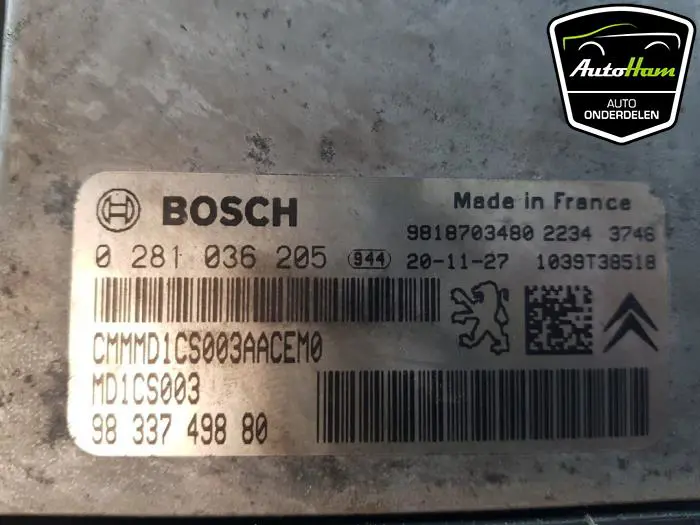 AutoHam
AUTO
ONDERDELEN
BOSCH
Made in France
9818703480 2234 3746
0 281 036 205 944 20-11-27 1039T38518
CMMMD1CS003AACEM0
MD1CS003
98 337 498 80